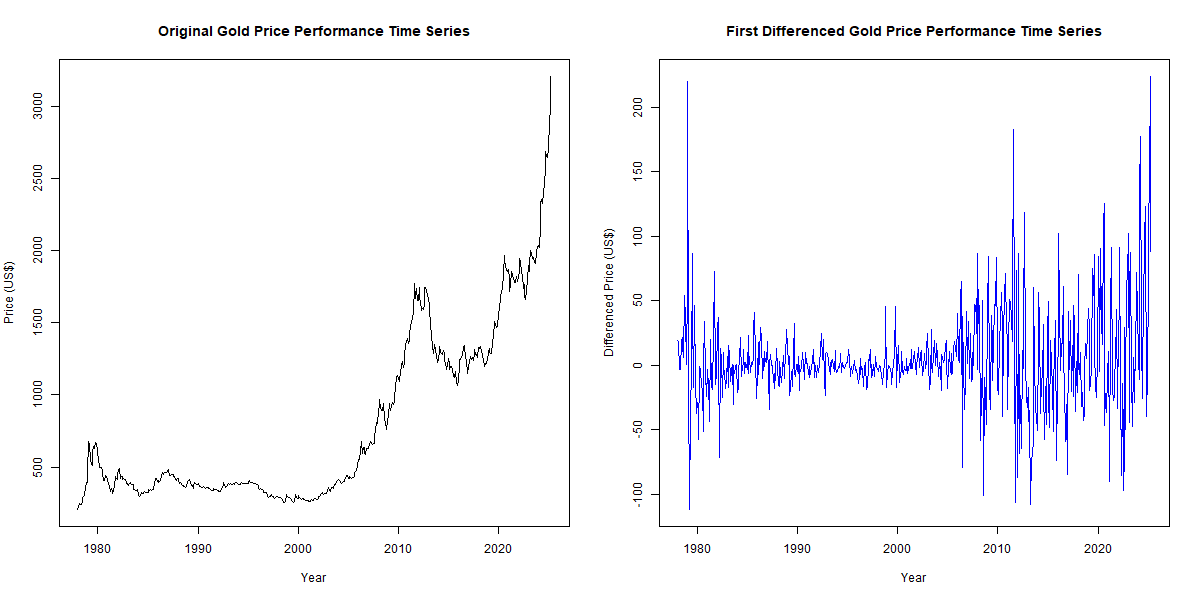 Original Gold Price Performance Time Series
Price (US$)
3000
2500
2000
1500
1000
500
1980 1990 2000 2010 2020
Year
First Differenced Gold Price Performance Time Series
Differenced Price (US$)
200
150
100
50
0
-50
-100
1980 1990 2000 2010 2020
Year